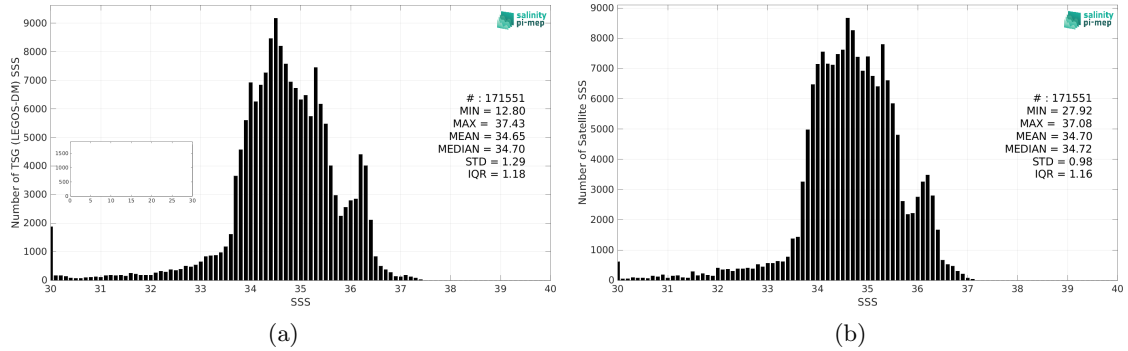 9000
8000
7000
6000
5000
4000
3000
2000
1000
0
Number of TSG (LEGOS-DM) SSS
salinity
pi-mep
# : 171551
MIN = 12.80
MAX = 37.43
MEAN = 34.65
MEDIAN = 34.70
STD = 1.29
IQR = 1.18
1500
1000
500
0
0 5 10 15 20 25 30
30 31 32 33 34 35 36 37 38 39 40
SSS
(a)
9000
8000
7000
6000
5000
4000
3000
2000
1000
0
Number of Satellite SSS
salinity
pi-mep
# : 171551
MIN = 27.92
MAX = 37.08
MEAN = 34.70
MEDIAN = 34.72
STD = 0.98
IQR = 1.16
30 31 32 33 34 35 36 37 38 39 40
SSS
(b)